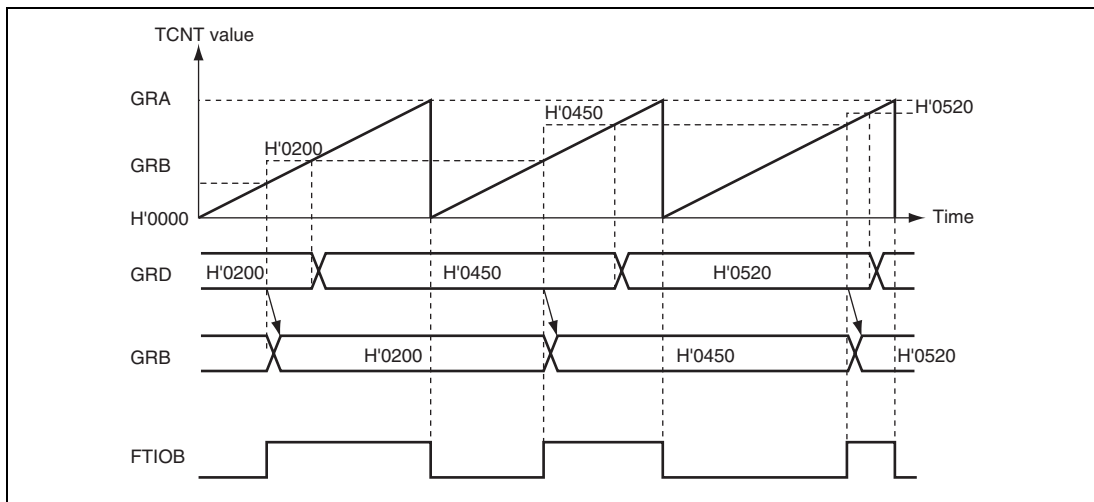 TCNT value
GRA
H'0450
H'0520
H'0200
GRB
H'0000
Time
GRD
H'0200
H'0450
H'0520
GRB
H'0200
H'0450
H'0520
FTIOB